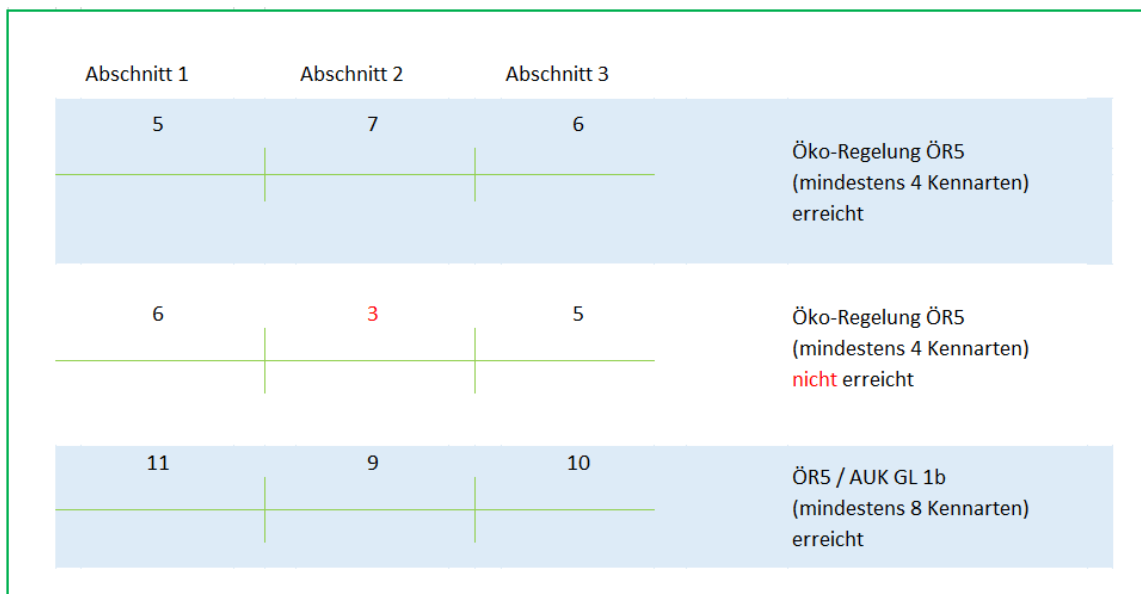 Abschnitt 1 Abschnitt 2 Abschnitt 3
5 7 6
Öko-Regelung ÖR5
(mindestens 4 Kennarten)
erreicht
6 3 5
Öko-Regelung ÖR5
(mindestens 4 Kennarten)
nicht erreicht
11 9 10
ÖR5 / AUK GL 1b
(mindestens 8 Kennarten)
erreicht